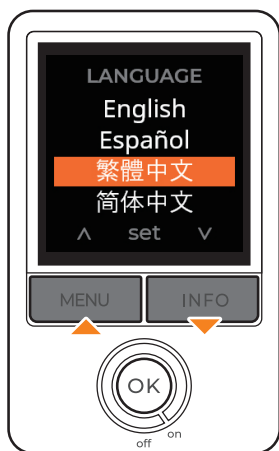 LANGUAGE
English
Español
繁體中文
简体中文
∧ set ∨
MENU INFO
OK
on
off